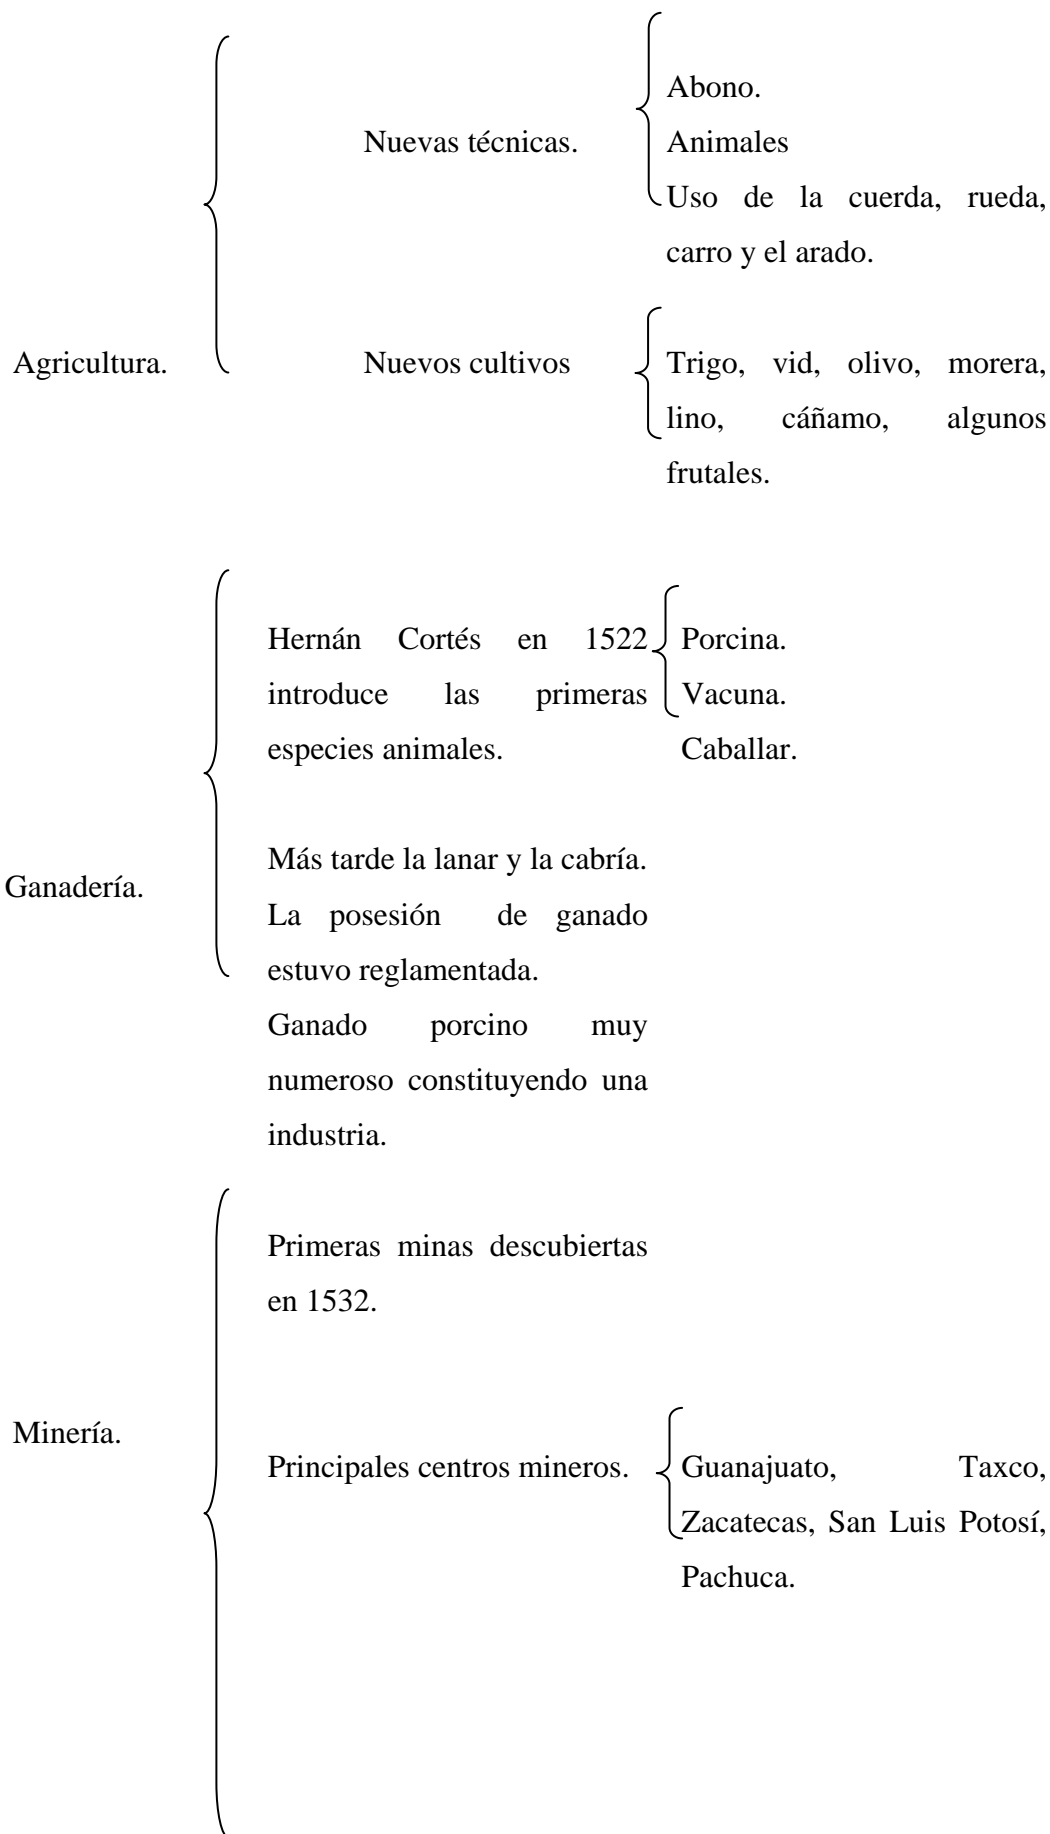 Agricultura.
Nuevas técnicas.
Abono.
Animales
Uso de la cuerda, rueda,
carro y el arado.
Nuevos cultivos
Trigo, vid, olivo, morera,
lino, cáñamo, algunos
frutales.
Ganadería.
Hernán Cortés en 1522
introduce las primeras
especies animales.
Porcina.
Vacuna.
Caballar.
Más tarde la lanar y la cabría.
La posesión de ganado
estuvo reglamentada.
Ganado porcino muy
numeroso constituyendo una
industria.
Minería.
Primeras minas descubiertas
en 1532.
Principales centros mineros.
Guanajuato, Taxco,
Zacatecas, San Luis Potosí,
Pachuca.